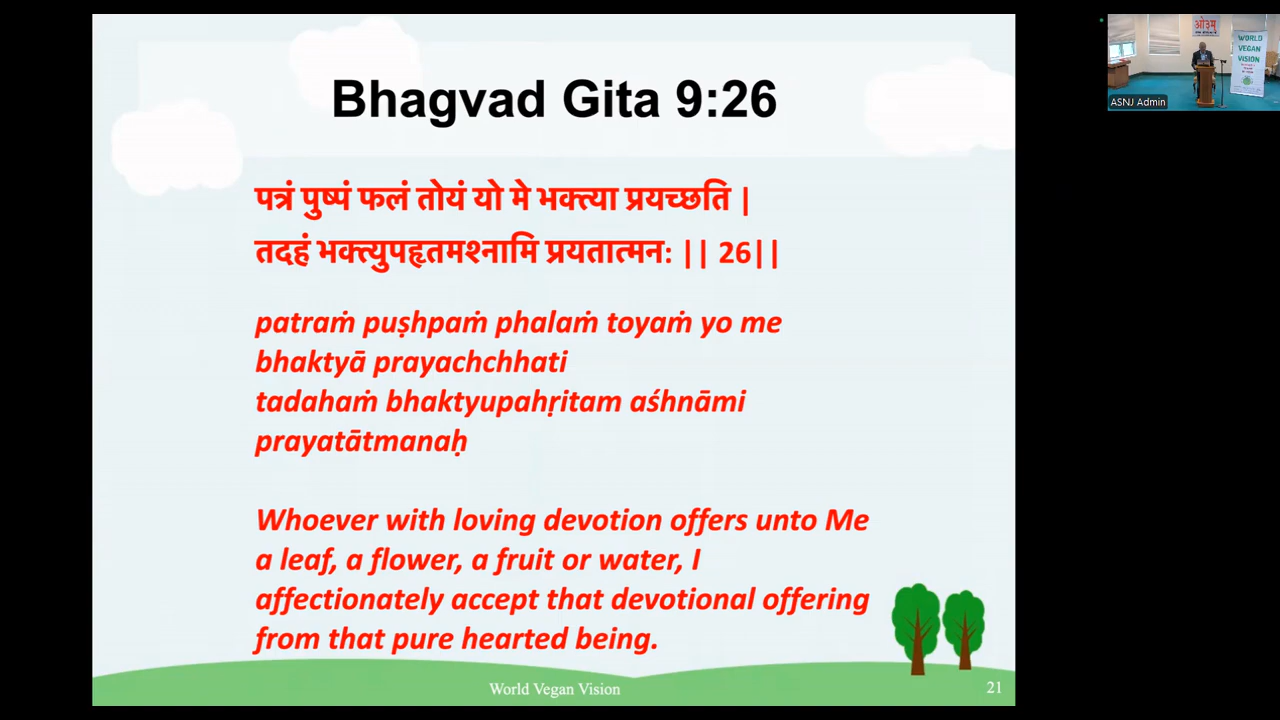 Bhagvad Gita 9:26
पत्रं पुष्पं फलं तोयं यो मे भक्त्या प्रयच्छति |
तदहं भक्त्युपहृतमश्नामि प्रयतात्मन: || 26||
patraṁ puṣhpaṁ phalaṁ toyaṁ yo me
bhaktyā prayachchhati
tadahaṁ bhaktyupahṛitam aśhnāmi
prayatātmanaḥ
Whoever with loving devotion offers unto Me
a leaf, a flower, a fruit or water, I
affectionately accept that devotional offering
from that pure hearted being.
World Vegan Vision
21
ओ३म्
WORLD
VEGAN
VISION
ASNJ Admin